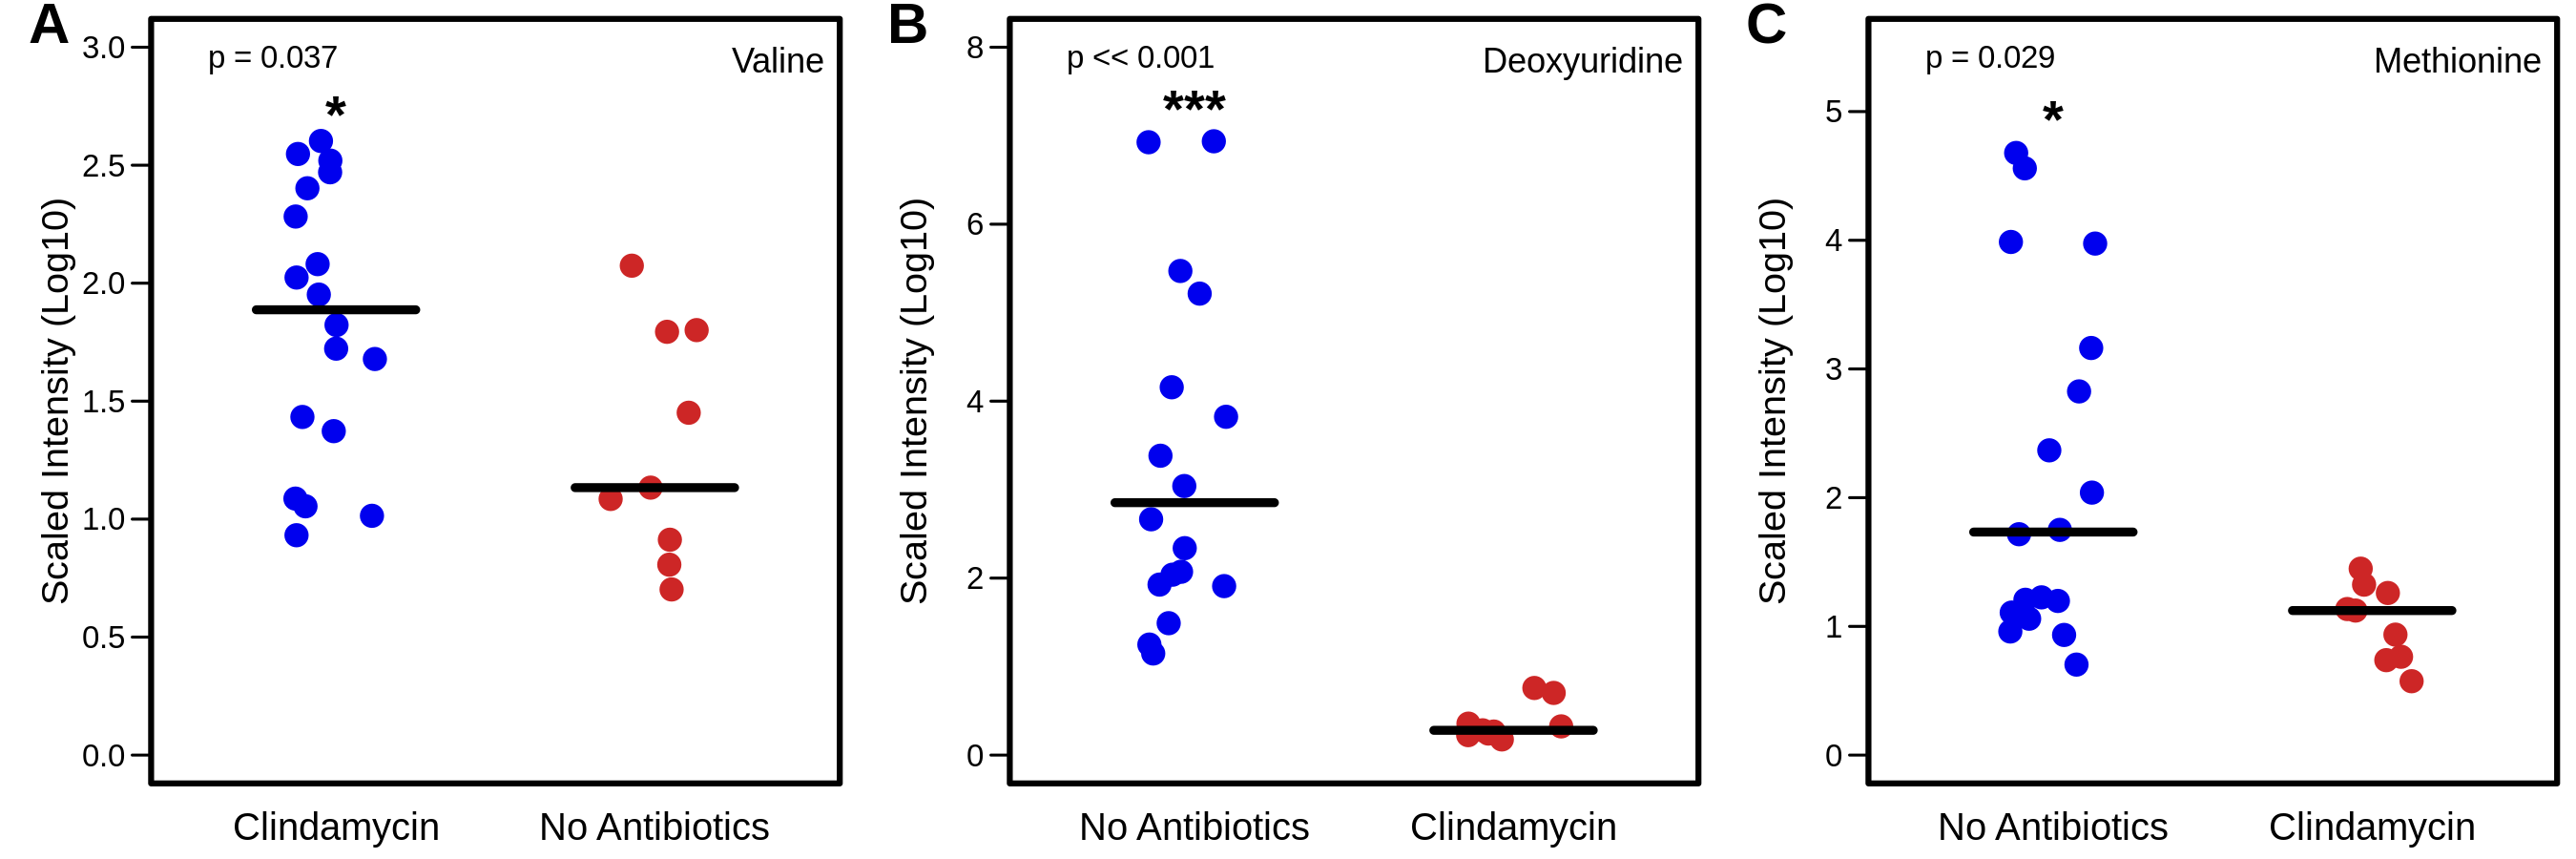 A
p = 0.037
Valine
*
3.0
2.5
2.0
1.5
1.0
0.5
0.0
Scaled Intensity (Log10)
Clindamycin
No Antibiotics
B
p << 0.001
Deoxyuridine
***
8
6
4
2
0
Scaled Intensity (Log10)
No Antibiotics
Clindamycin
C
p = 0.029
Methionine
*
5
4
3
2
1
0
Scaled Intensity (Log10)
No Antibiotics
Clindamycin